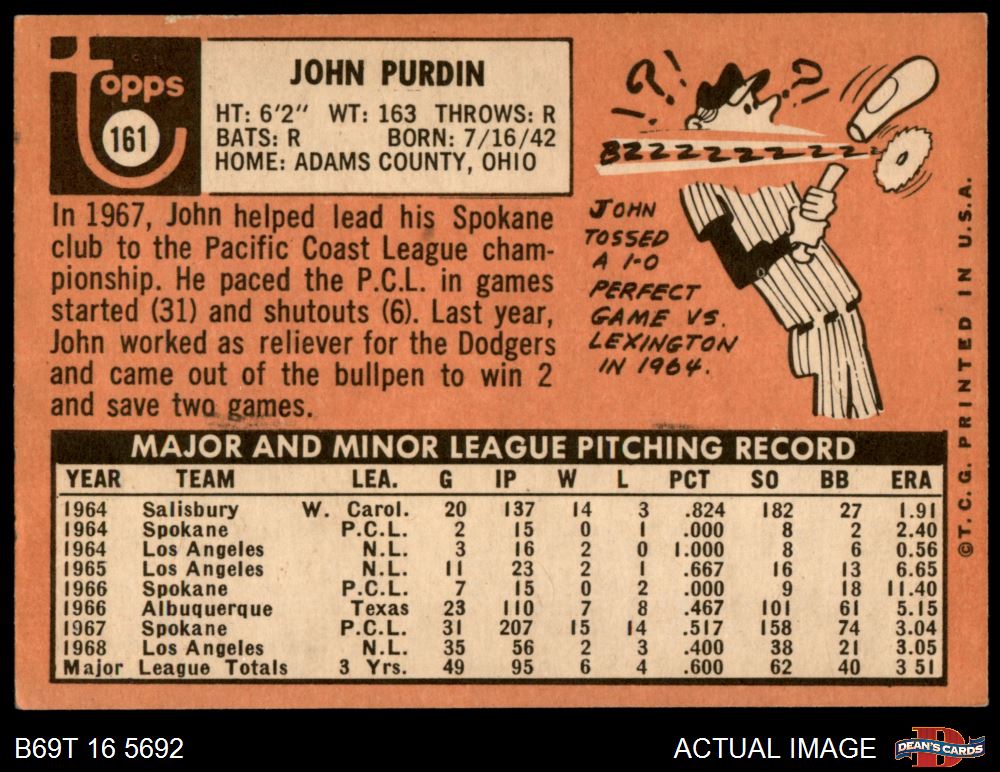 topps
161
JOHN PURDIN
HT: 6'2" WT: 163 THROWS: R
BATS: R BORN: 7/16/42
HOME: ADAMS COUNTY, OHIO
In 1967, John helped lead his Spokane
club to the Pacific Coast League cham-
pionship. He paced the P.C.L. in games
started (31) and shutouts (6). Last year,
John worked as reliever for the Dodgers
and came out of the bullpen to win 2
and save two games.
?! ?!
BZZZZZZZZZZ
JOHN
TOSSED
A 1-0
PERFECT
GAME VS.
LEXINGTON
IN 1964.
©T.C.G. PRINTED IN U.S.A.
MAJOR AND MINOR LEAGUE PITCHING RECORD
YEAR TEAM LEA. G IP W L PCT SO BB ERA
1964 Salisbury W. Carol. 20 137 14 3 .824 182 27 1.91
1964 Spokane P.C.L. 2 15 0 1 .000 8 2 2.40
1964 Los Angeles N.L. 3 16 2 0 1.000 8 6 0.56
1965 Los Angeles N.L. 11 23 2 1 .667 16 13 6.65
1966 Spokane P.C.L. 7 15 0 2 .000 9 18 11.40
1966 Albuquerque Texas 23 110 7 8 .467 101 61 5.15
1967 Spokane P.C.L. 31 207 15 14 .517 158 74 3.04
1968 Los Angeles N.L. 35 56 2 3 .400 38 21 3.05
Major League Totals 3 Yrs. 49 95 6 4 .600 62 40 3 51
B69T 16 5692
ACTUAL IMAGE
DEAN'S CARDS